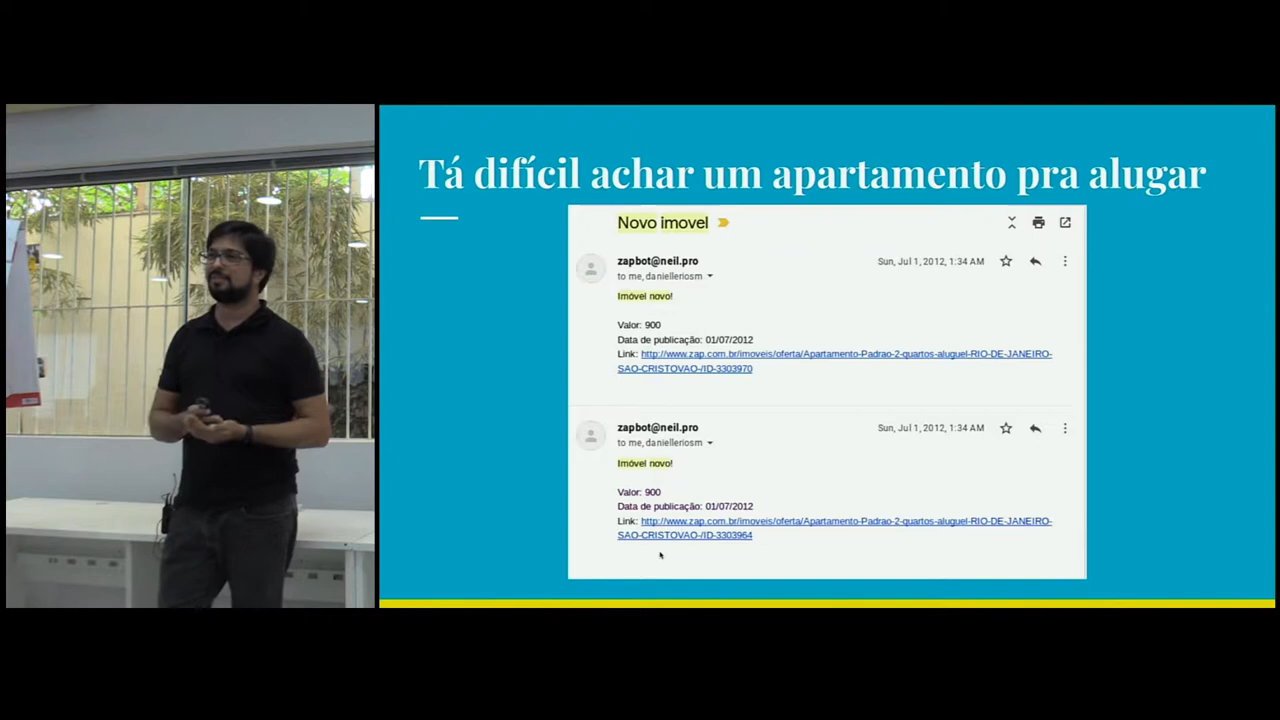 Tá difícil achar um apartamento pra alugar
Novo imovel
zapbot@neil.pro
Sun, Jul 1, 2012, 1:34 AM
to me, danielleriosm
Imóvel novo!
Valor: 900
Data de publicação: 01/07/2012
Link: http://www.zap.com.br/imoveis/oferta/Apartamento-Padrao-2-quartos-aluguel-RIO-DE-JANEIRO-
SAO-CRISTOVAO-/ID-3303970
zapbot@neil.pro
Sun, Jul 1, 2012, 1:34 AM
to me, danielleriosm
Imóvel novo!
Valor: 900
Data de publicação: 01/07/2012
Link: http://www.zap.com.br/imoveis/oferta/Apartamento-Padrao-2-quartos-aluguel-RIO-DE-JANEIRO-
SAO-CRISTOVAO-/ID-3303964